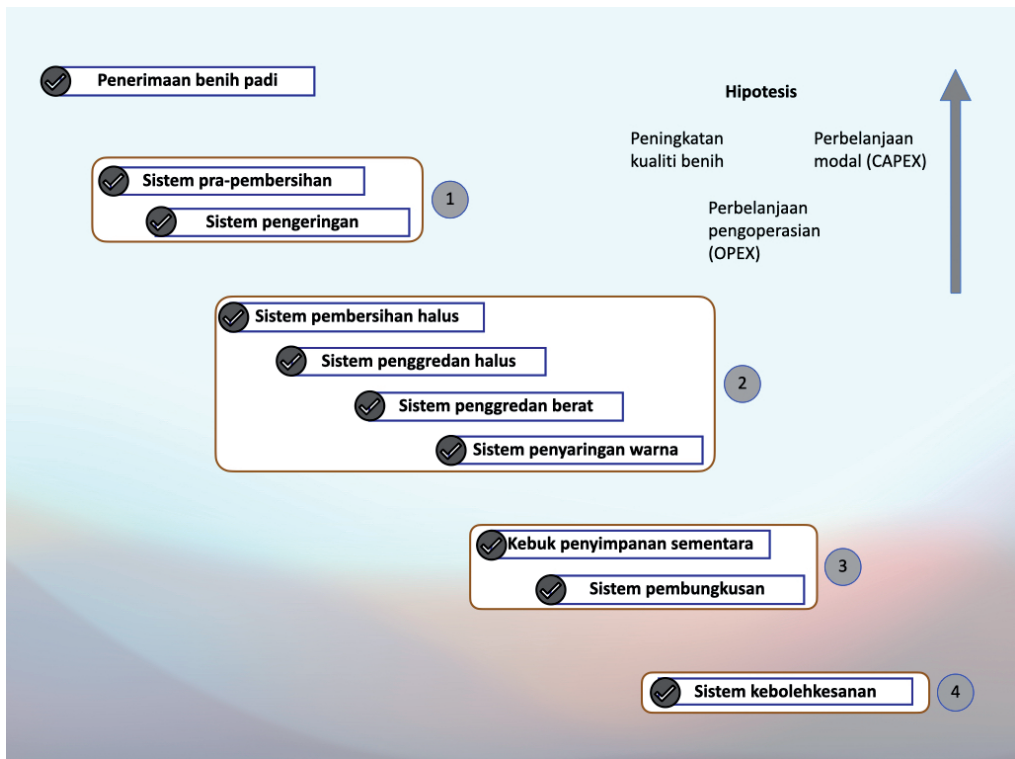 Penerimaan benih padi
Hipotesis
Peningkatan
kualiti benih
Perbelanjaan
modal (CAPEX)
Perbelanjaan
pengoperasian
(OPEX)
Sistem pra-pembersihan
Sistem pengeringan
1
Sistem pembersihan halus
Sistem penggredan halus
Sistem penggredan berat
Sistem penyaringan warna
2
Kebuk penyimpanan sementara
Sistem pembungkusan
3
Sistem kebolehkesanan
4